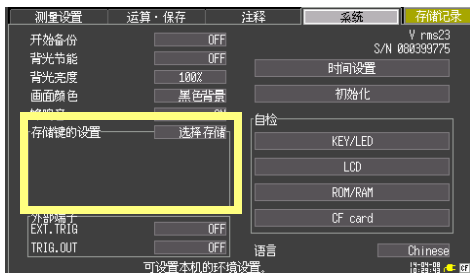 测量设置 运算·保存 注释 系统 存储记录
开始备份 OFF
背光节能 OFF
背光亮度 100%
画面颜色 黑色背景
存储键的设置 选择存储
外部端子
EXT.TRIG OFF
TRIG.OUT OFF
V rms23
S/N 080399775
时间设置
初始化
自检
KEY/LED
LCD
ROM/RAM
CF card
语言 Chinese
可设置本机的环境设置。